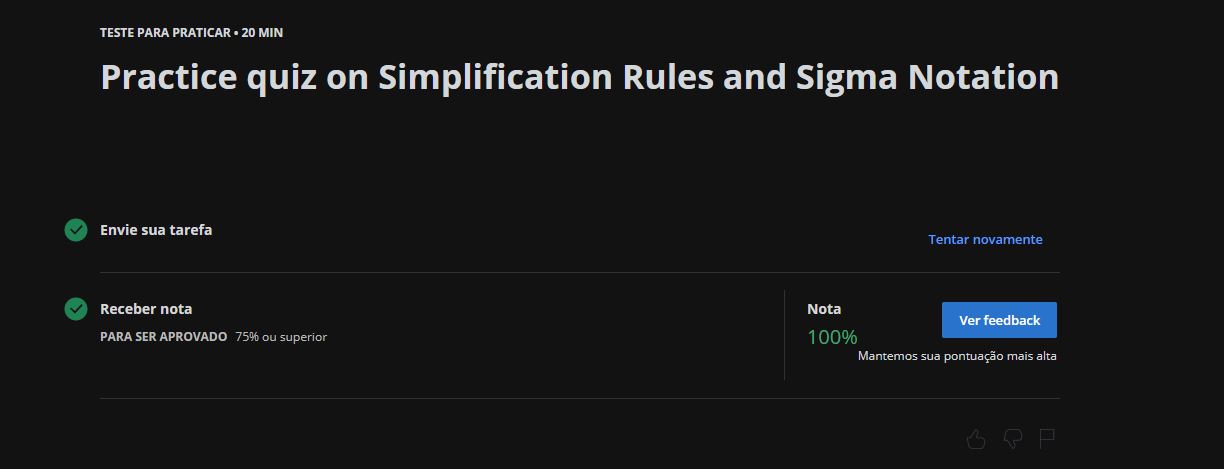 TESTE PARA PRATICAR • 20 MIN
Practice quiz on Simplification Rules and Sigma Notation
Envie sua tarefa
Tentar novamente
Receber nota
PARA SER APROVADO 75% ou superior
Nota
100%
Ver feedback
Mantemos sua pontuação mais alta